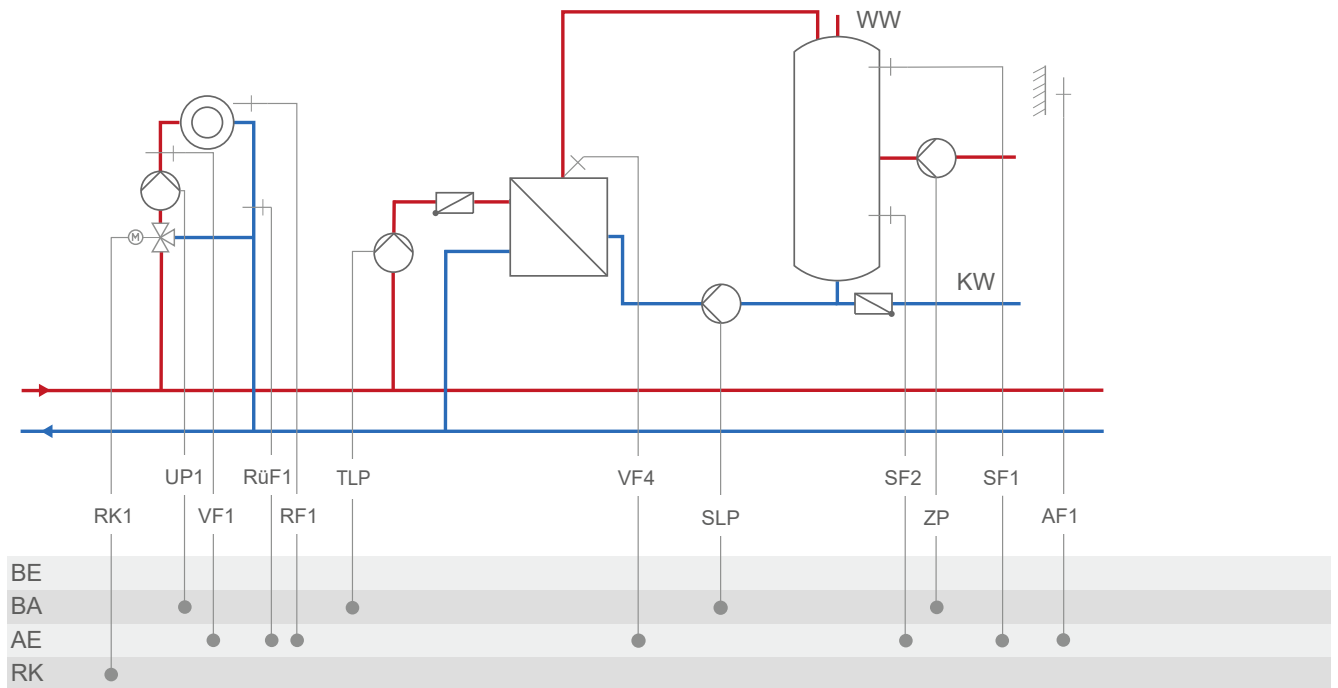 WW
M
KW
UP1 RüF1 TLP VF4 SF2 SF1
RK1 VF1 RF1 SLP ZP AF1
BE
BA
AE
RK